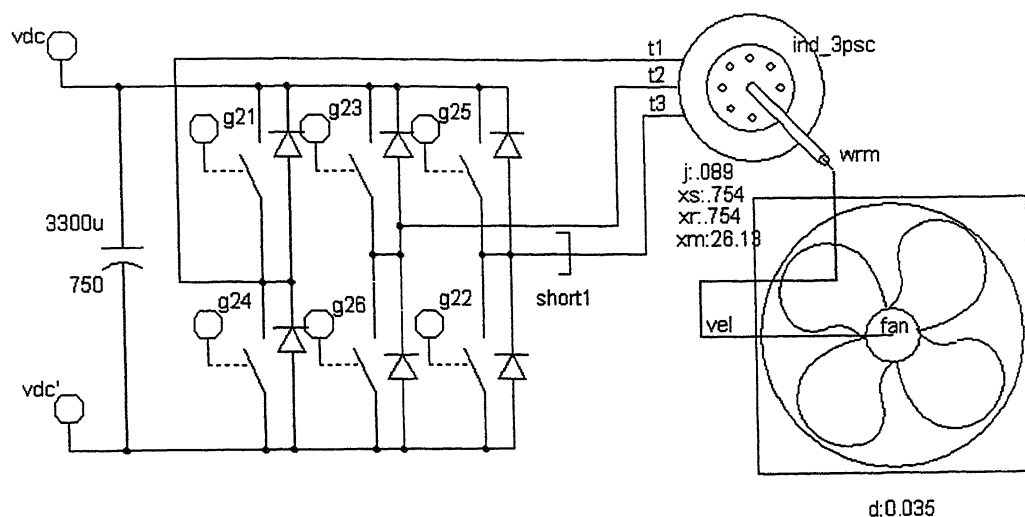 vdc
t1
ind_3psc
t2
t3
g21
g23
g25
wrm
j:.089
xs:.754
xr:.754
xm:26.13
3300u
750
short1
g24
g26
g22
vel
fan
vdc'
d:0.035